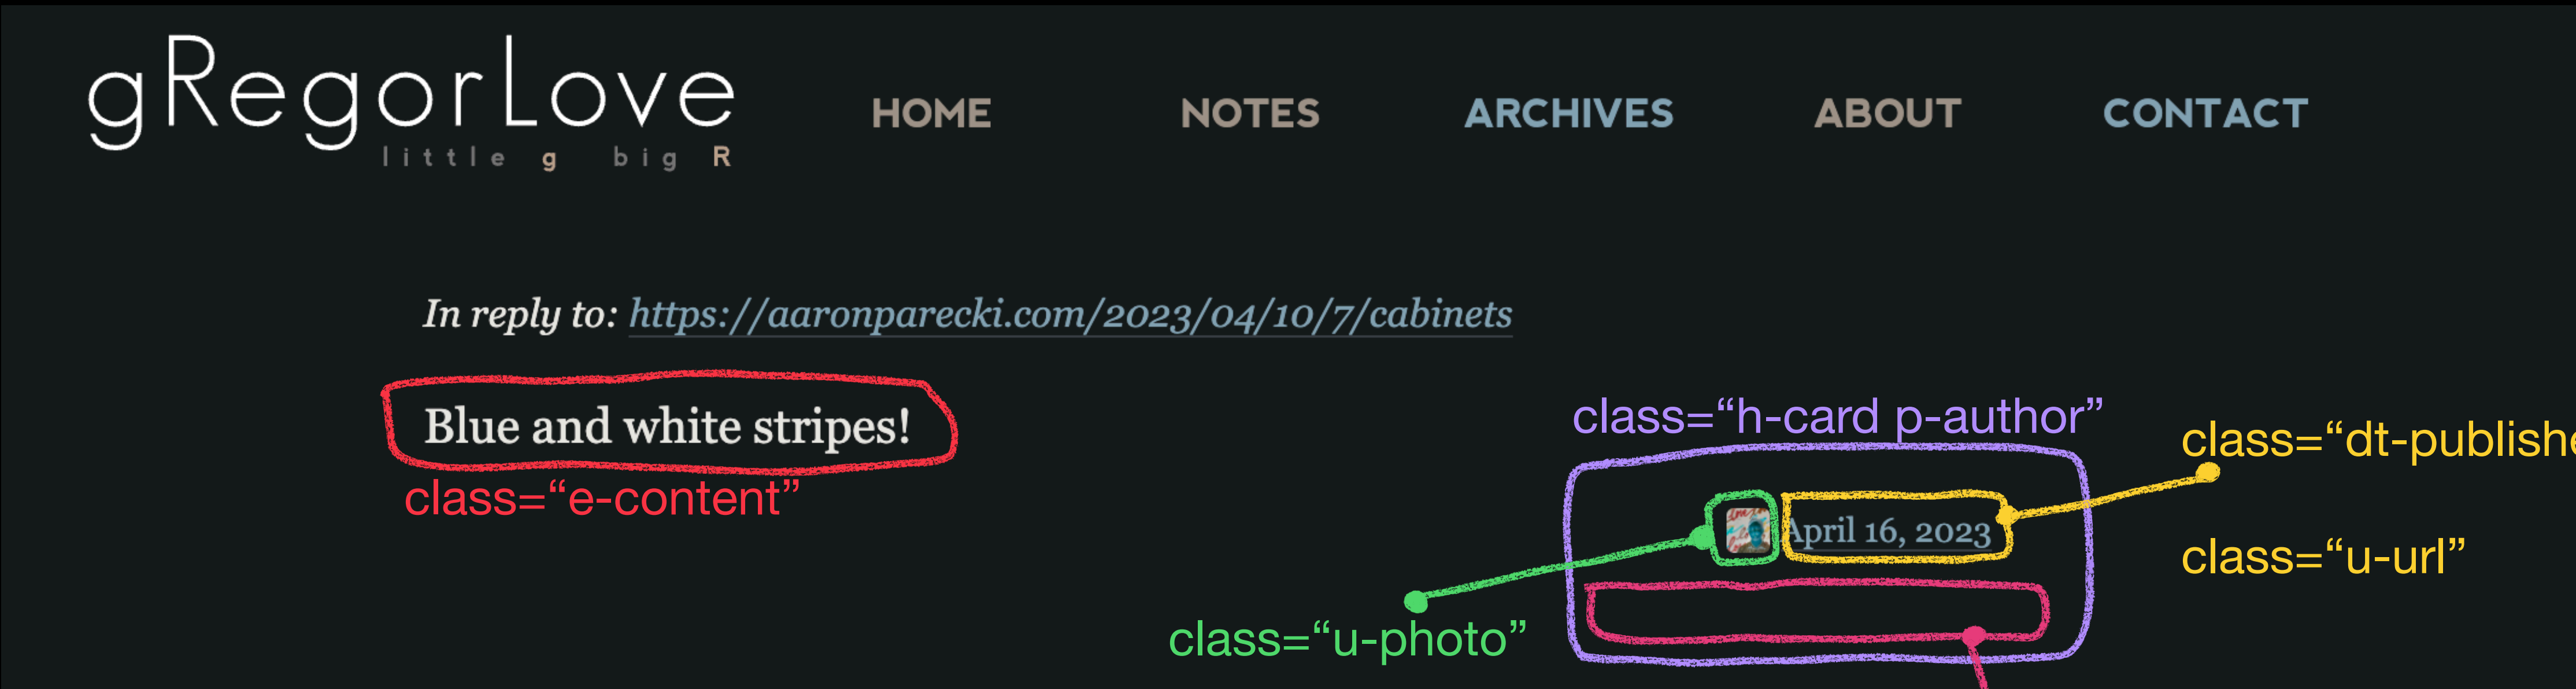 gRegorLove
little g big R
HOME NOTES ARCHIVES ABOUT CONTACT
In reply to: https://aaronparecki.com/2023/04/10/7/cabinets
Blue and white stripes!
class=“e-content”
class=“h-card p-author”
class=“dt-publishe
April 16, 2023
class=“u-url”
class=“u-photo”